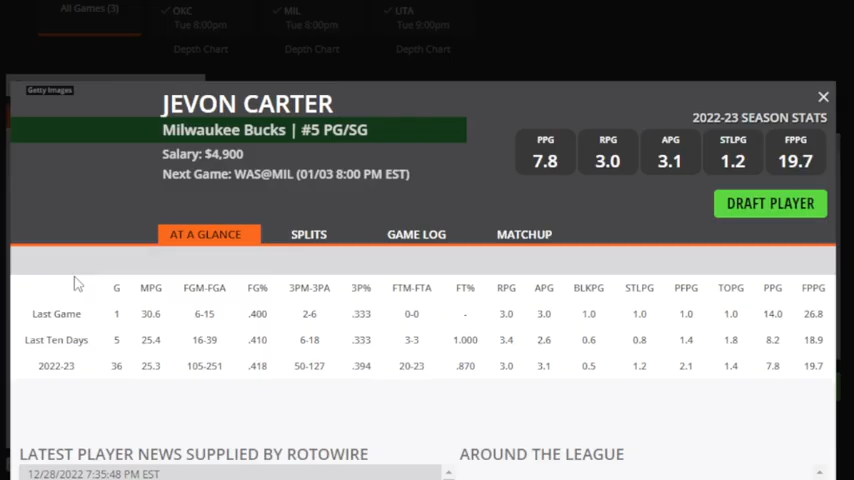 All Games (3)
OKC
Tue 8:00pm
Depth Chart
MIL
Tue 8:00pm
Depth Chart
UTA
Tue 9:00pm
Depth Chart
Getty Images
JEVON CARTER
Milwaukee Bucks | #5 PG/SG
Salary: $4,900
Next Game: WAS@MIL (01/03 8:00 PM EST)
2022-23 SEASON STATS
PPG RPG APG STLPG FPPG
7.8 3.0 3.1 1.2 19.7
DRAFT PLAYER
AT A GLANCE SPLITS GAME LOG MATCHUP
G MPG FGM-FGA FG% 3PM-3PA 3P% FTM-FTA FT% RPG APG BLKPG STLPG PFPG TOPG PPG FPPG
Last Game 1 30.6 6-15 .400 2-6 .333 0-0 - 3.0 3.0 1.0 1.0 1.0 1.0 14.0 26.8
Last Ten Days 5 25.4 16-39 .410 6-18 .333 3-3 1.000 3.4 2.6 0.6 0.8 1.4 1.8 8.2 18.9
2022-23 36 25.3 105-251 .418 50-127 .394 20-23 .870 3.0 3.1 0.5 1.2 2.1 1.4 7.8 19.7
LATEST PLAYER NEWS SUPPLIED BY ROTOWIRE
12/28/2022 7:35:48 PM EST
AROUND THE LEAGUE